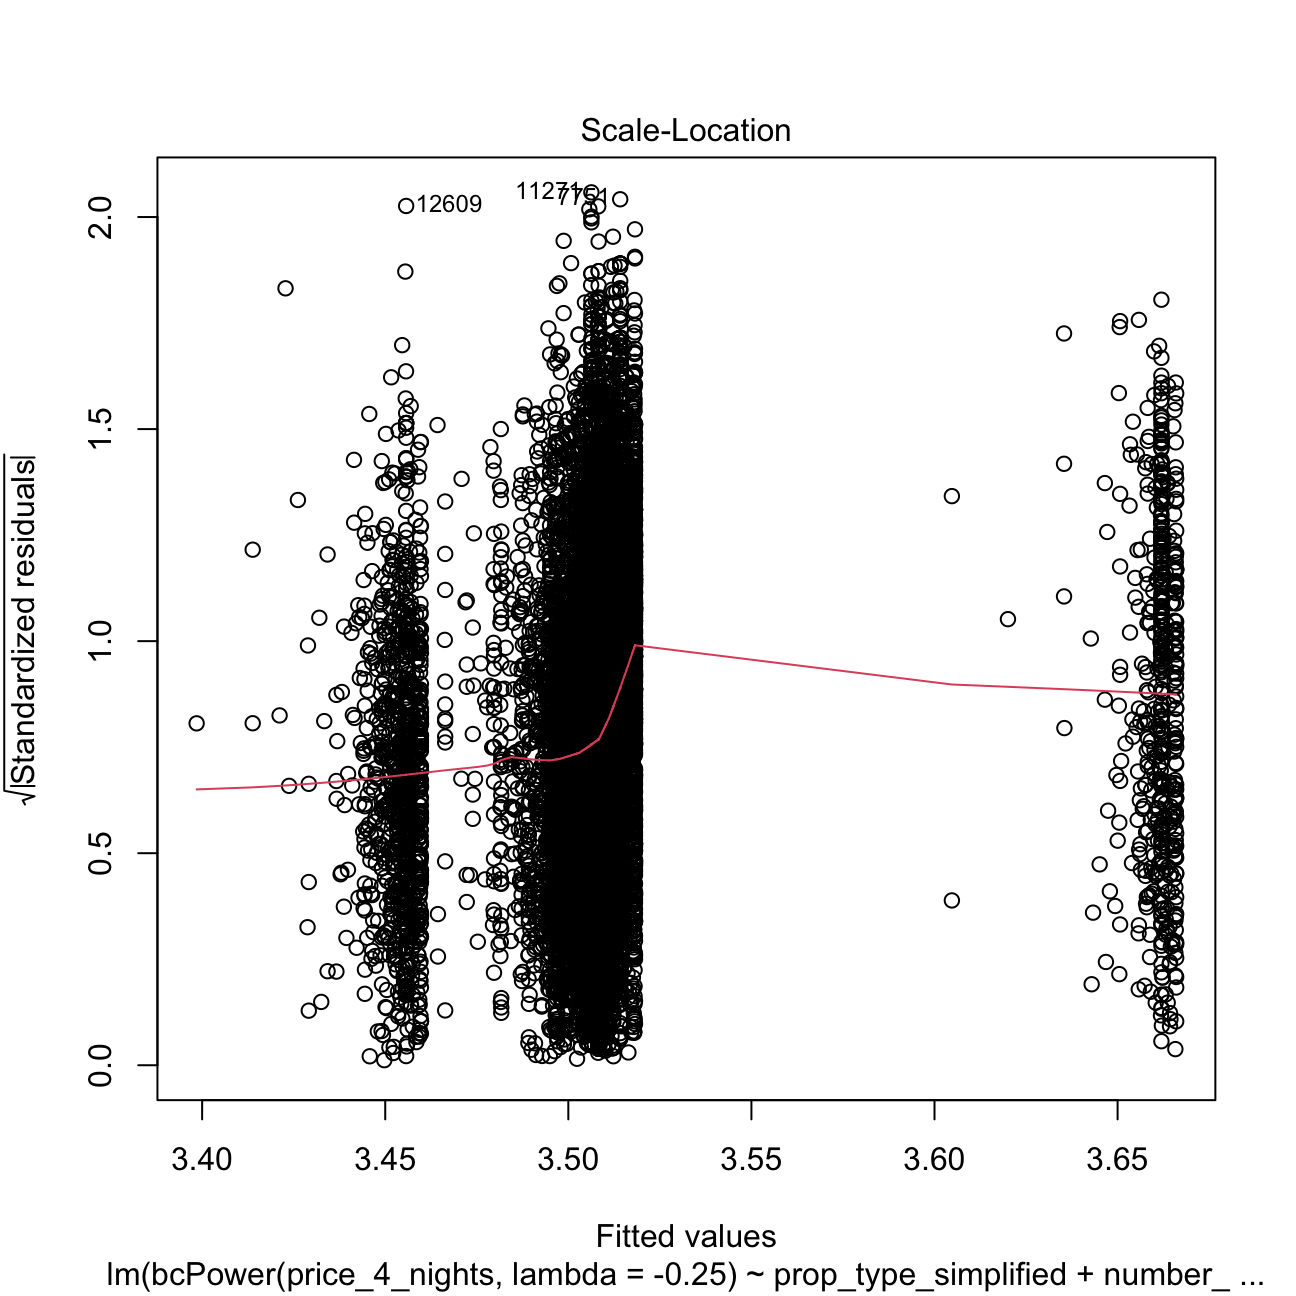 Scale-Location
12609
11271
7751
√|Standardized residuals|
2.0
1.5
1.0
0.5
0.0
3.40 3.45 3.50 3.55 3.60 3.65
Fitted values
lm(bcPower(price_4_nights, lambda = -0.25) ~ prop_type_simplified + number_ ...